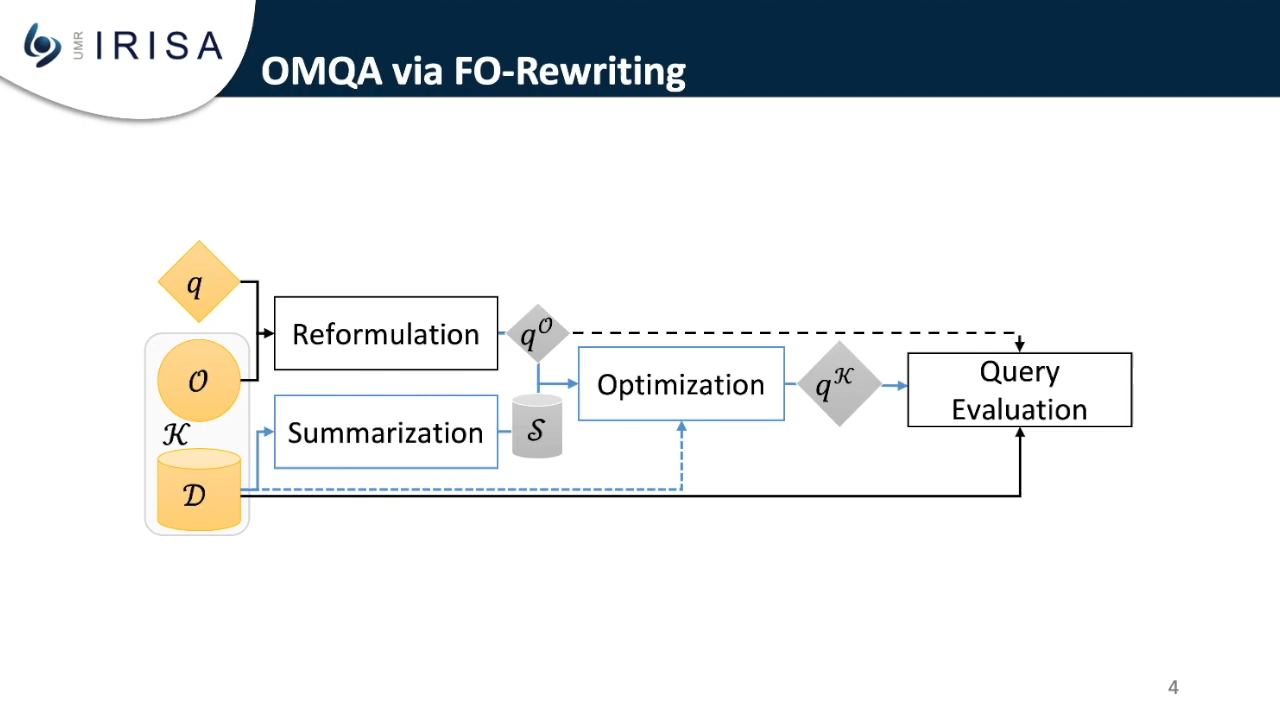 UMR
IRISA
OMQA via FO-Rewriting
q
Reformulation
q^𝒪
𝒪
Optimization
q^𝒦
Query
Evaluation
𝒦
Summarization
𝒮
𝒟
4